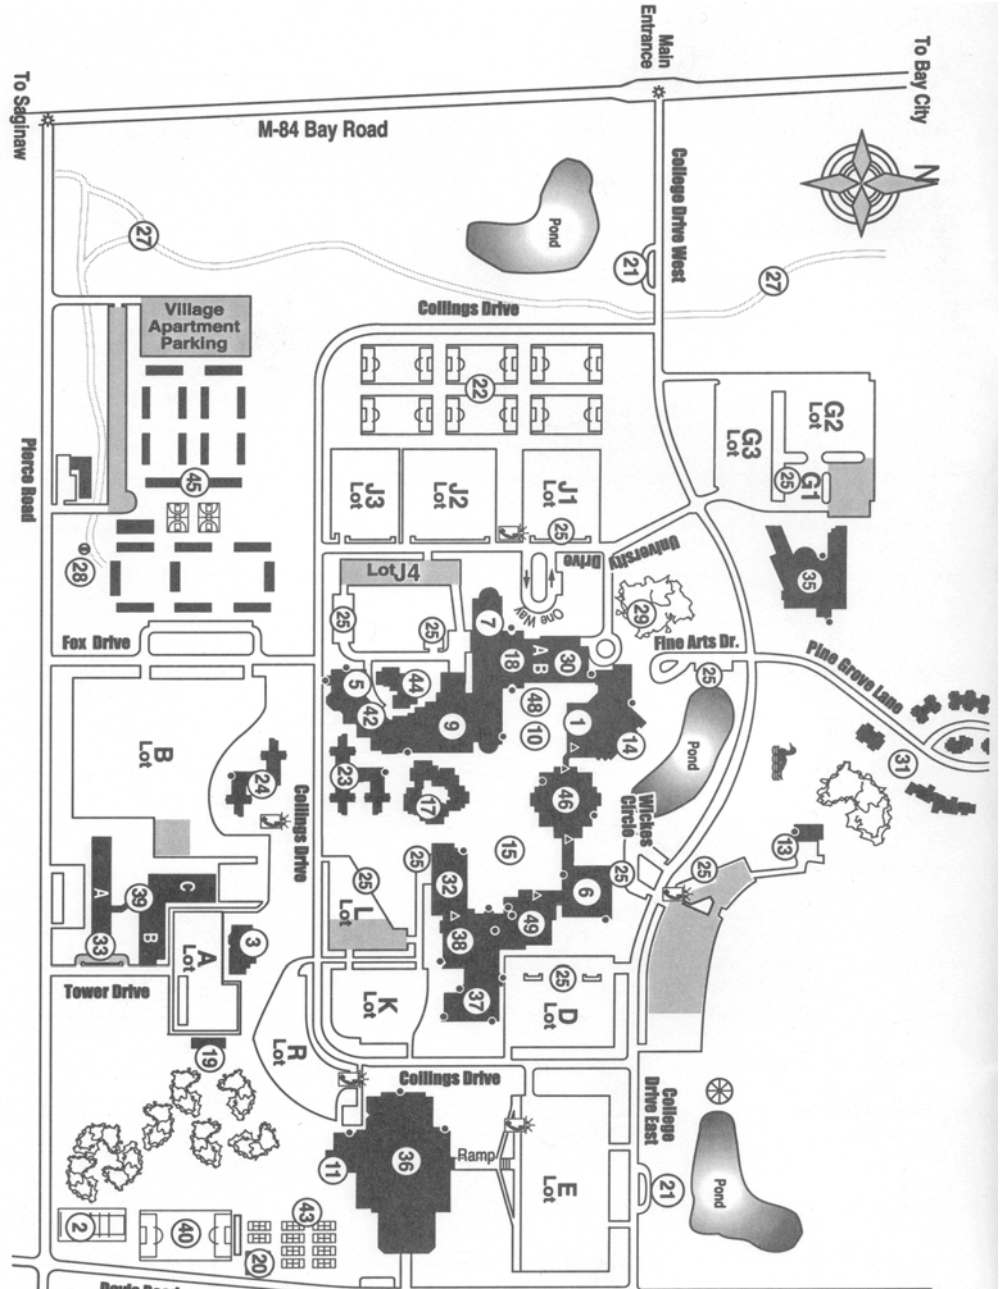 To Bay City
Main
Entrance
To Saginaw
M-84 Bay Road
N
College Drive West
Pond
27
21
27
Collings Drive
Village
Apartment
Parking
22
G2
Lot
G3
Lot
G1
25
J3
Lot
J2
Lot
J1
Lot
25
45
Pierce Road
28
Lot J4
University
Drive
One Way
35
29
Fine Arts Dr.
Pine Grove Lane
Fox Drive
25
25
7
18
A
B
30
25
5
44
42
9
48
10
1
14
Pond
31
B
Lot
24
23
17
46
Wickes
Circle
13
Collings Drive
15
25
25
25
25
L
Lot
32
6
A
39
C
B
33
3
A
Lot
38
49
37
25
D
Lot
K
Lot
Tower Drive
R
Lot
19
Collings Drive
College
Drive East
36
11
Ramp
E
Lot
21
Pond
2
40
43
20